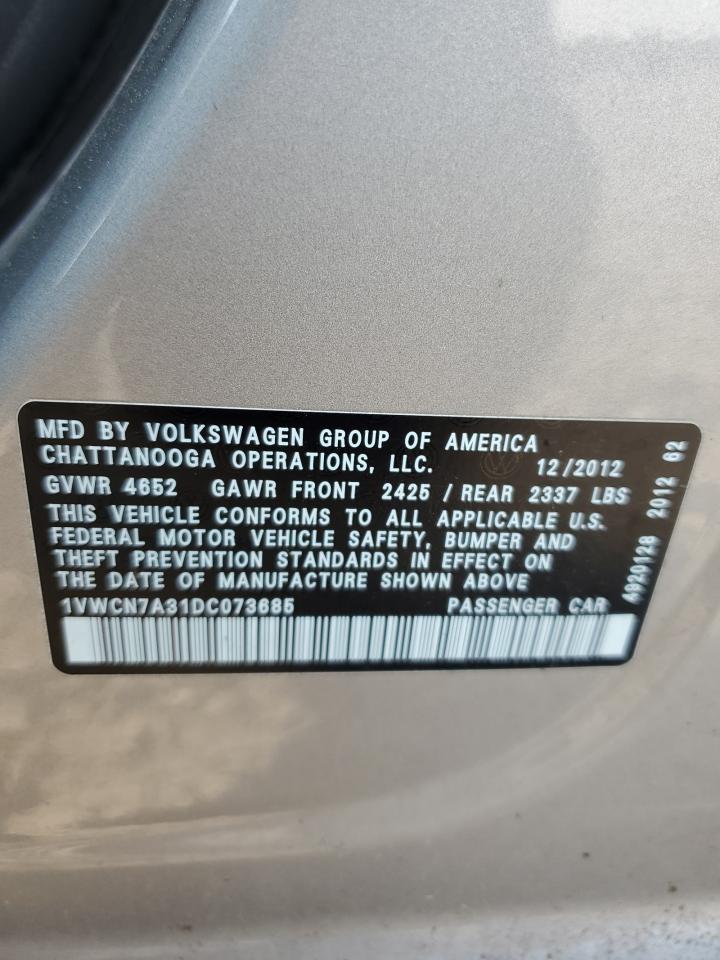 MFD BY VOLKSWAGEN GROUP OF AMERICA
CHATTANOOGA OPERATIONS, LLC. 12/2012
GVWR 4652 GAWR FRONT 2425 / REAR 2337 LBS
THIS VEHICLE CONFORMS TO ALL APPLICABLE U.S.
FEDERAL MOTOR VEHICLE SAFETY, BUMPER AND
THEFT PREVENTION STANDARDS IN EFFECT ON
THE DATE OF MANUFACTURE SHOWN ABOVE
1VWCN7A31DC073685 PASSENGER CAR
A920128 2012 62